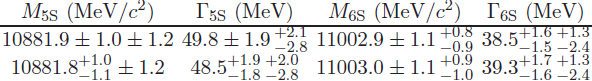 M5S (MeV/c²) Γ5S (MeV) M6S (MeV/c²) Γ6S (MeV)
10881.9 ± 1.0 ± 1.2 49.8 ± 1.9 +2.1 −2.8 11002.9 ± 1.1 +0.8 −0.9 38.5 +1.6 −1.5 +1.3 −2.4
10881.8 +1.0 −1.1 ± 1.2 48.5 +1.9 −1.8 +2.0 −2.8 11003.0 ± 1.1 +0.9 −1.0 39.3 +1.7 −1.6 +1.3 −2.4